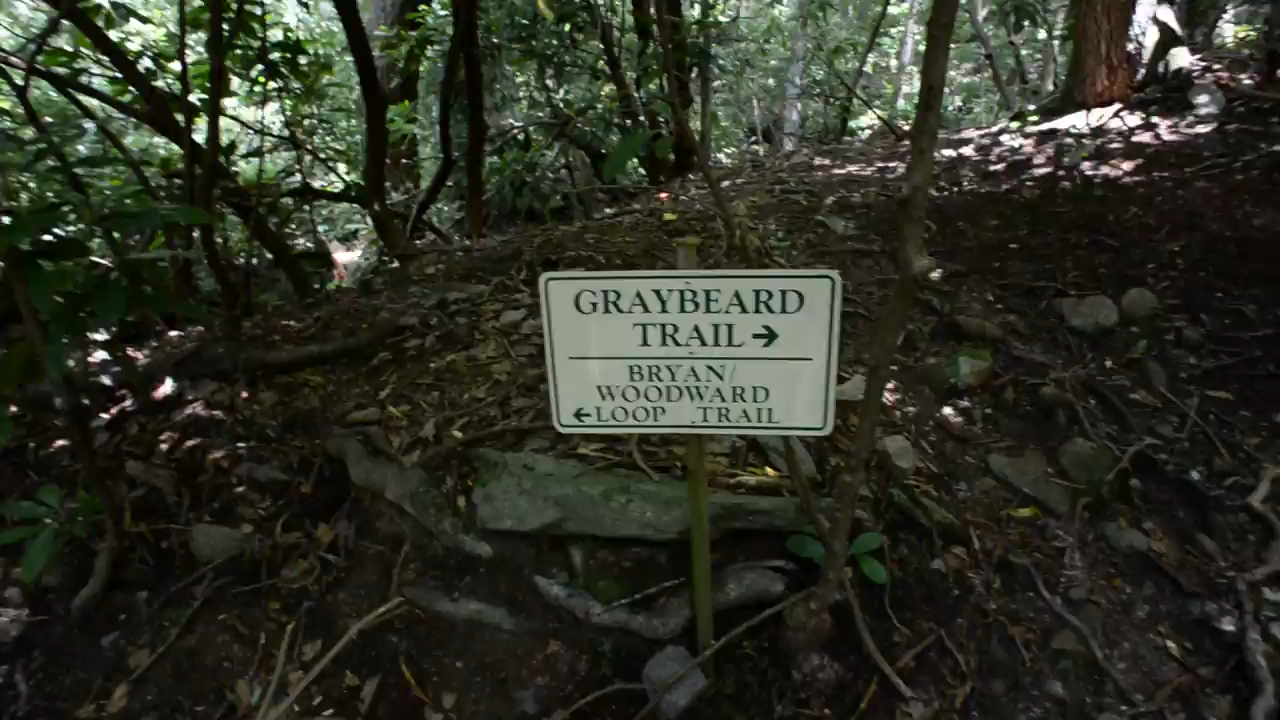 GRAYBEARD
TRAIL →
BRYAN/
WOODWARD
← LOOP TRAIL